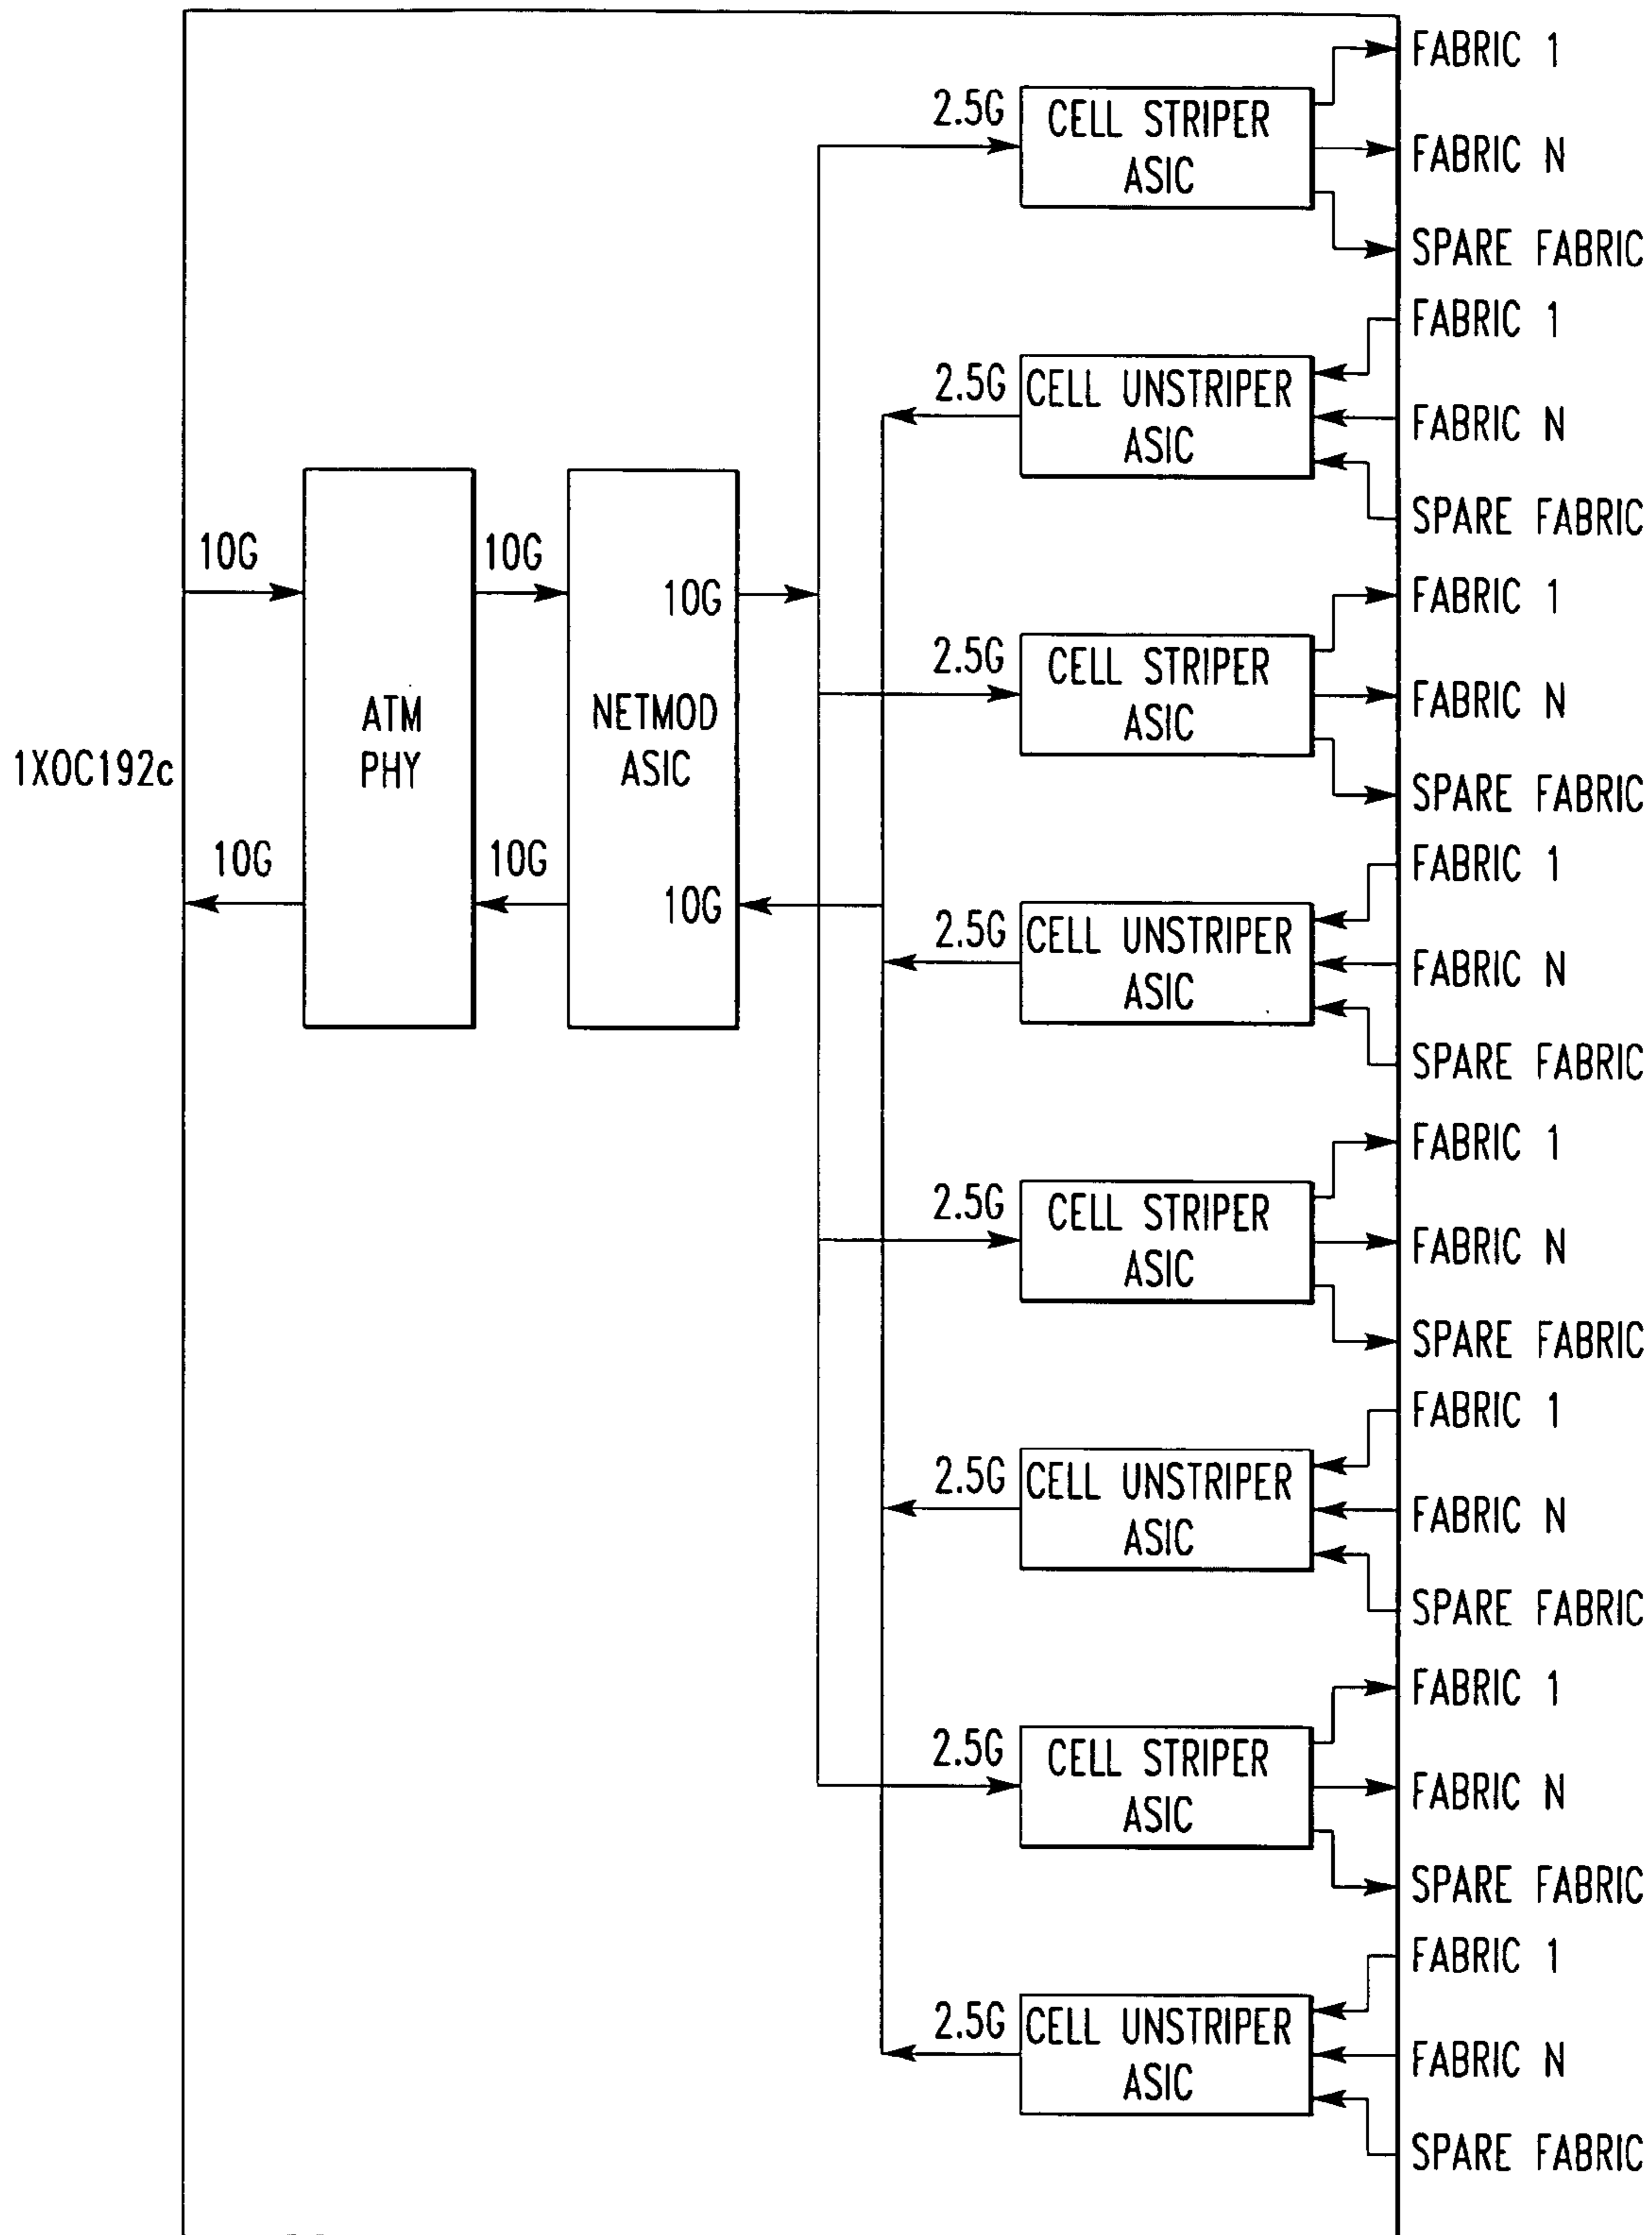 FABRIC 1
2.5G
CELL STRIPER
ASIC
FABRIC N
SPARE FABRIC
FABRIC 1
2.5G
CELL UNSTRIPER
ASIC
FABRIC N
SPARE FABRIC
10G
10G
10G
ATM
PHY
NETMOD
ASIC
1XOC192c
10G
10G
10G
FABRIC 1
2.5G
CELL STRIPER
ASIC
FABRIC N
SPARE FABRIC
FABRIC 1
2.5G
CELL UNSTRIPER
ASIC
FABRIC N
SPARE FABRIC
FABRIC 1
2.5G
CELL STRIPER
ASIC
FABRIC N
SPARE FABRIC
FABRIC 1
2.5G
CELL UNSTRIPER
ASIC
FABRIC N
SPARE FABRIC
FABRIC 1
2.5G
CELL STRIPER
ASIC
FABRIC N
SPARE FABRIC
FABRIC 1
2.5G
CELL UNSTRIPER
ASIC
FABRIC N
SPARE FABRIC